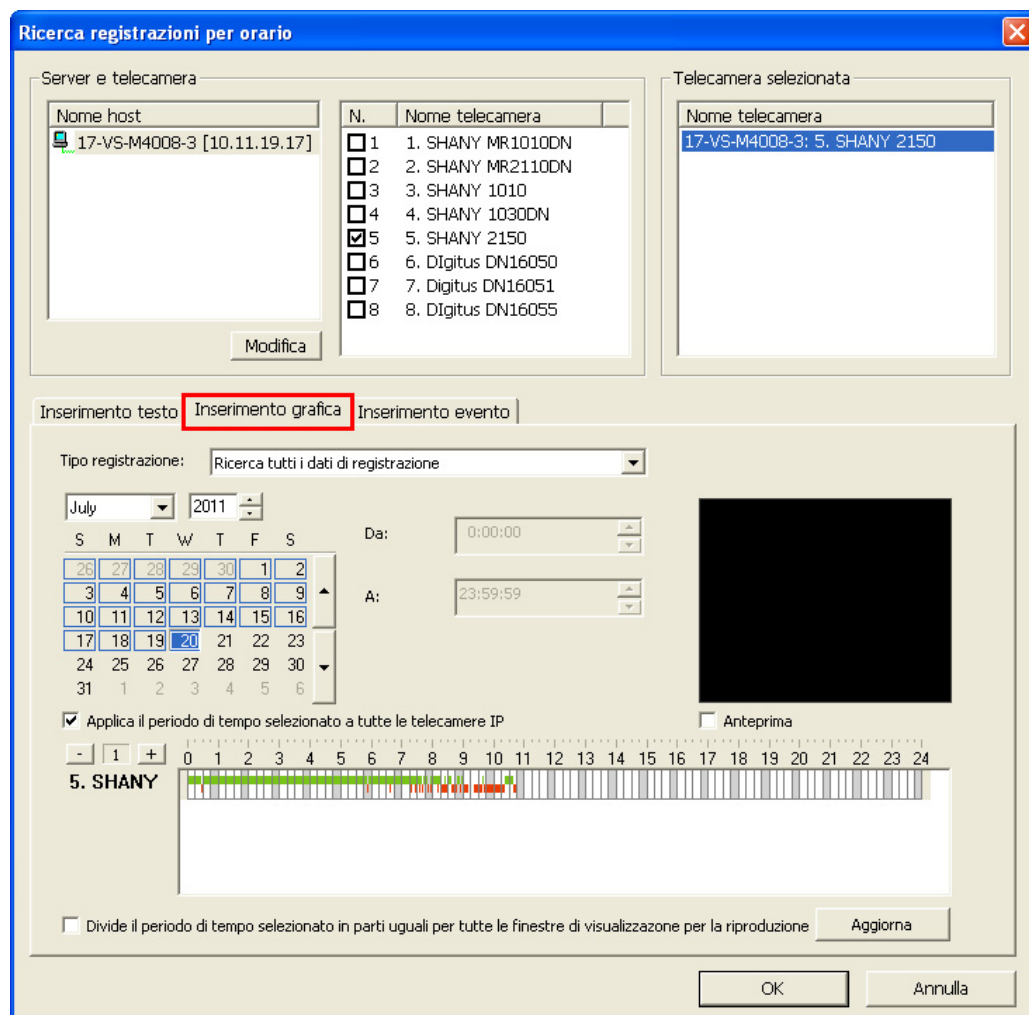 Ricerca registrazioni per orario
Server e telecamera
Telecamera selezionata
Nome host
N. Nome telecamera
Nome telecamera
17-VS-M4008-3 [10.11.19.17]
17-VS-M4008-3: 5. SHANY 2150
1 1. SHANY MR1010DN
2 2. SHANY MR2110DN
3 3. SHANY 1010
4 4. SHANY 1030DN
5 5. SHANY 2150
6 6. DIgitus DN16050
7 7. Digitus DN16051
8 8. DIgitus DN16055
Modifica
Inserimento testo Inserimento grafica Inserimento evento
Tipo registrazione: Ricerca tutti i dati di registrazione
July 2011
S M T W T F S
26 27 28 29 30 1 2
3 4 5 6 7 8 9
10 11 12 13 14 15 16
17 18 19 20 21 22 23
24 25 26 27 28 29 30
31 1 2 3 4 5 6
Da: 0:00:00
A: 23:59:59
Applica il periodo di tempo selezionato a tutte le telecamere IP
Anteprima
- 1 + 0 1 2 3 4 5 6 7 8 9 10 11 12 13 14 15 16 17 18 19 20 21 22 23 24
5. SHANY
Divide il periodo di tempo selezionato in parti uguali per tutte le finestre di visualizzazone per la riproduzione
Aggiorna
OK
Annulla